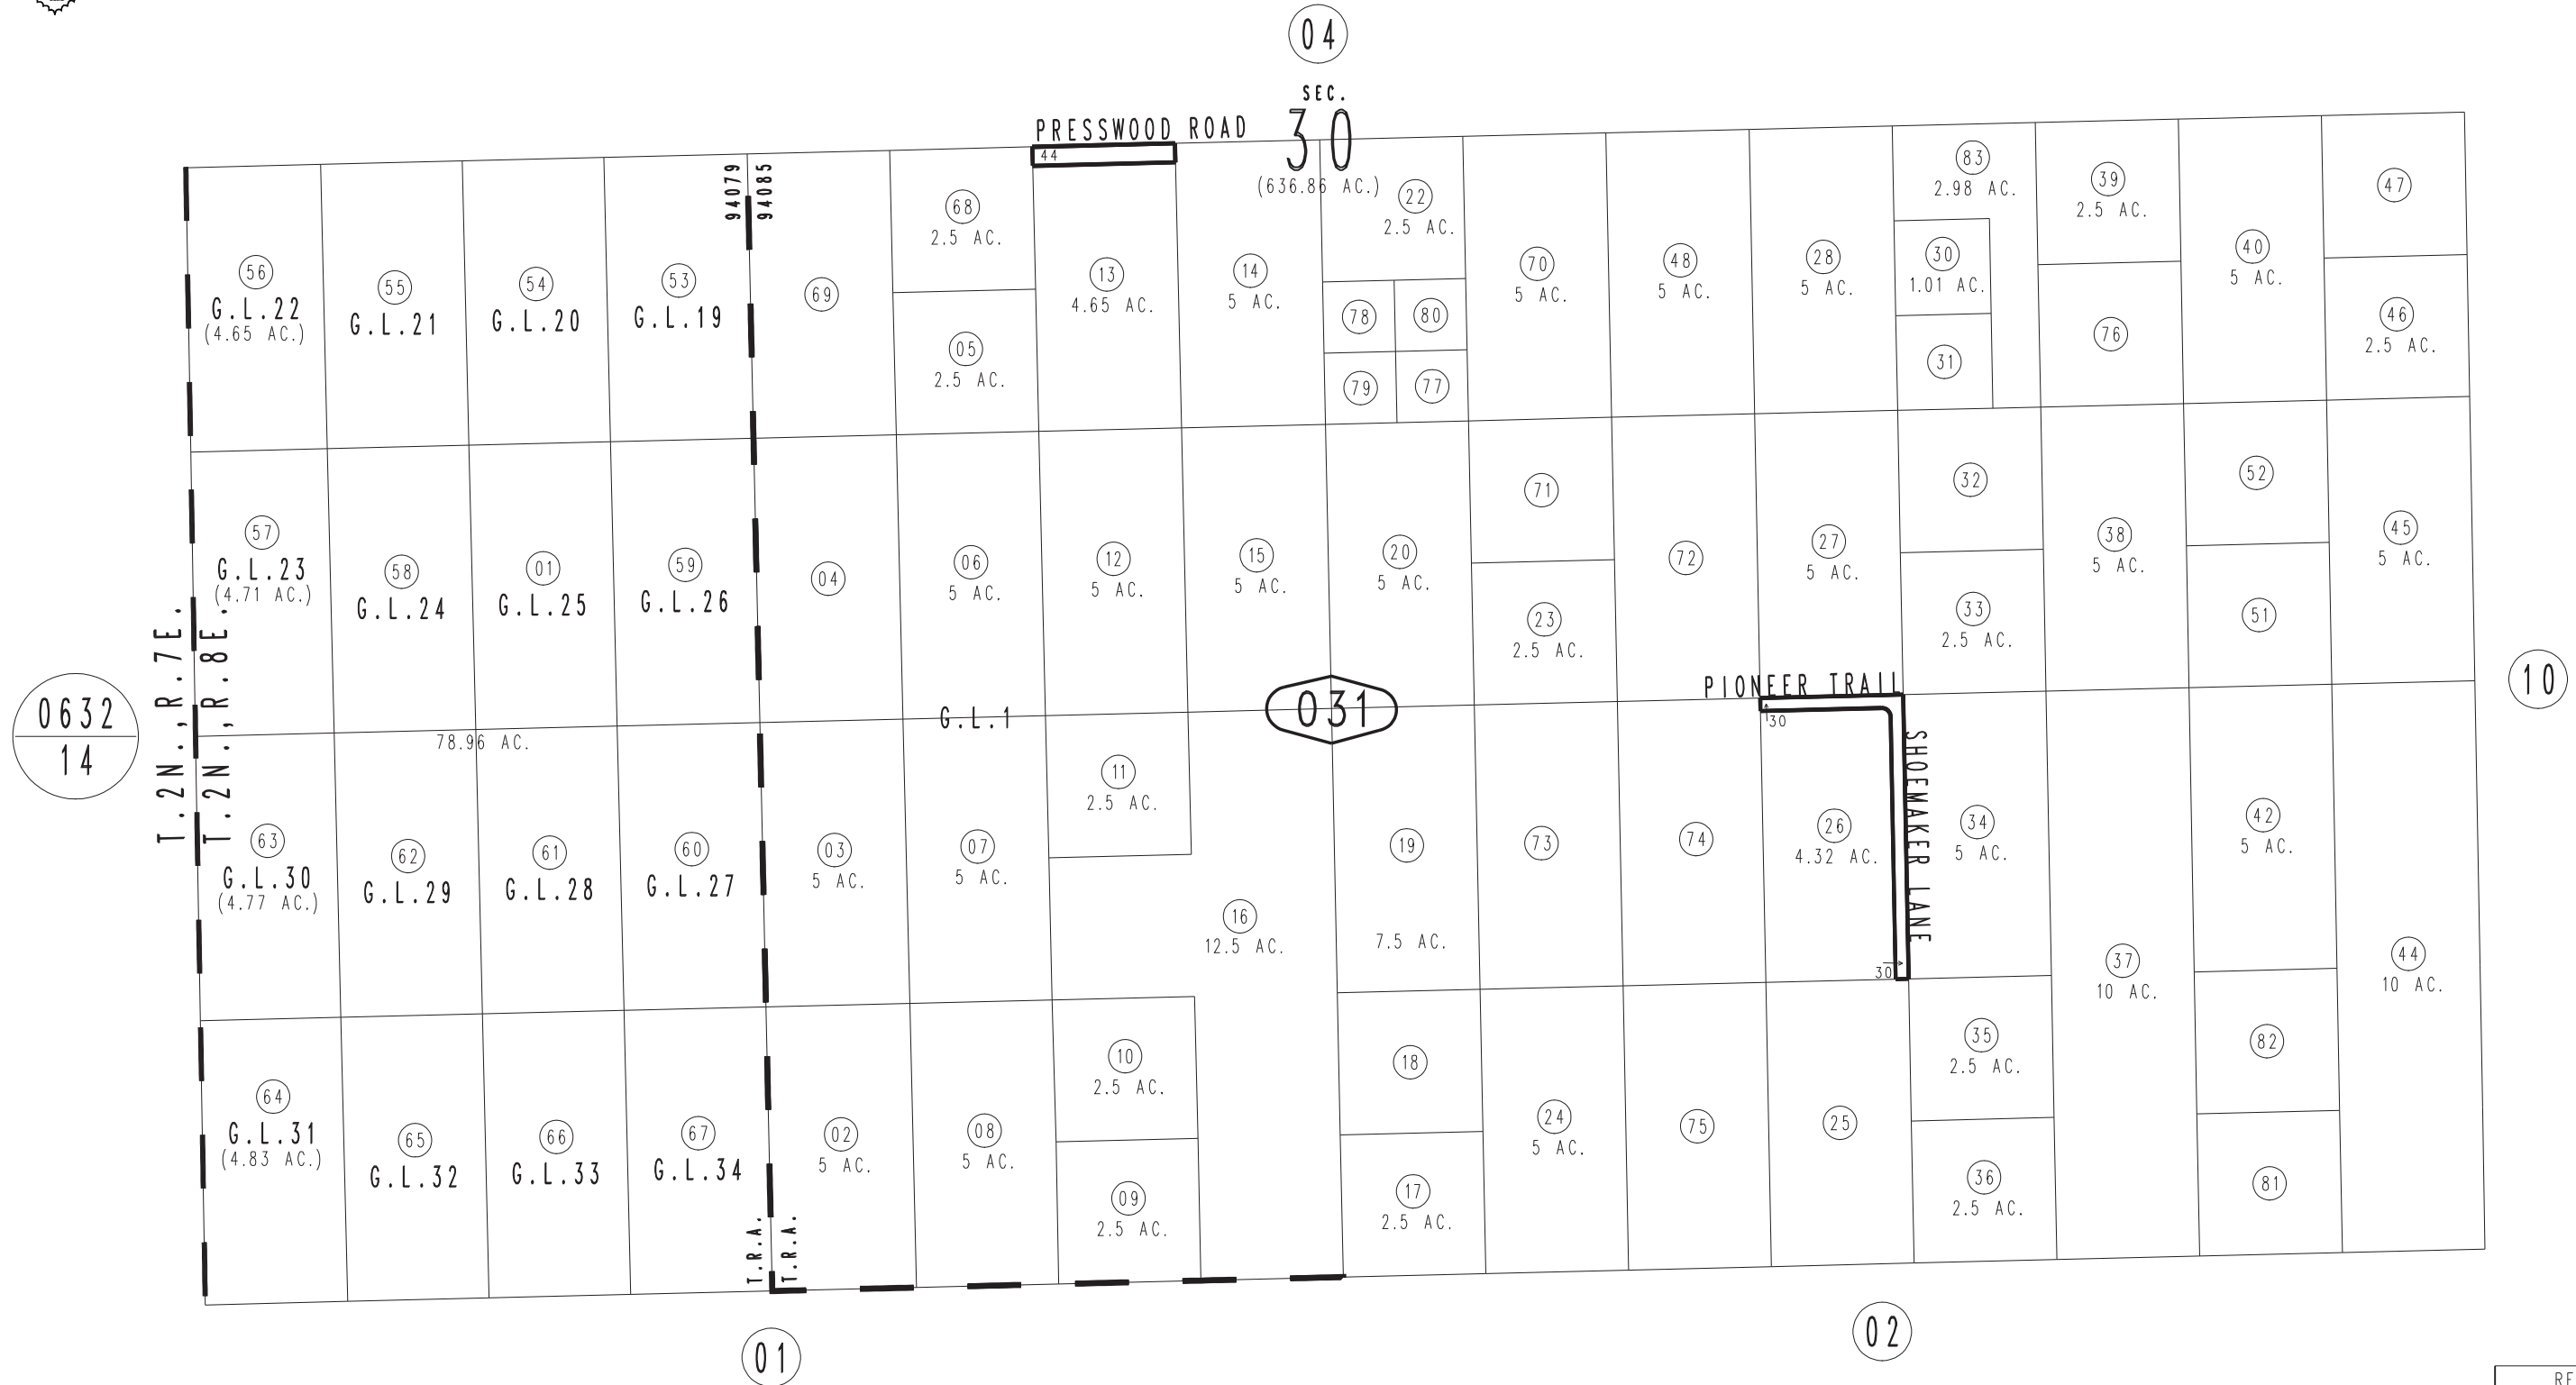 04
SEC.
30
(636.86 AC.)
PRESSWOOD ROAD
44
94079
94085
56
G.L.22
(4.65 AC.)
55
G.L.21
54
G.L.20
53
G.L.19
69
68
2.5 AC.
05
2.5 AC.
13
4.65 AC.
14
5 AC.
22
2.5 AC.
78
80
79
77
70
5 AC.
48
5 AC.
28
5 AC.
83
2.98 AC.
30
1.01 AC.
31
39
2.5 AC.
76
40
5 AC.
47
46
2.5 AC.
57
G.L.23
(4.71 AC.)
58
G.L.24
01
G.L.25
59
G.L.26
04
06
5 AC.
12
5 AC.
15
5 AC.
20
5 AC.
71
23
2.5 AC.
72
27
5 AC.
32
33
2.5 AC.
38
5 AC.
52
51
45
5 AC.
T.2N.,R.7E.
T.2N.,R.8E.
0632
14
10
78.96 AC.
G.L.1
031
PIONEER TRAIL
30
SHOEMAKER LANE
30
63
G.L.30
(4.77 AC.)
62
G.L.29
61
G.L.28
60
G.L.27
03
5 AC.
07
5 AC.
11
2.5 AC.
16
12.5 AC.
19
7.5 AC.
73
74
26
4.32 AC.
34
5 AC.
37
10 AC.
42
5 AC.
44
10 AC.
64
G.L.31
(4.83 AC.)
65
G.L.32
66
G.L.33
67
G.L.34
02
5 AC.
08
5 AC.
10
2.5 AC.
09
2.5 AC.
18
17
2.5 AC.
24
5 AC.
75
25
35
2.5 AC.
36
2.5 AC.
82
81
T.R.A.
T.R.A.
01
02
RE